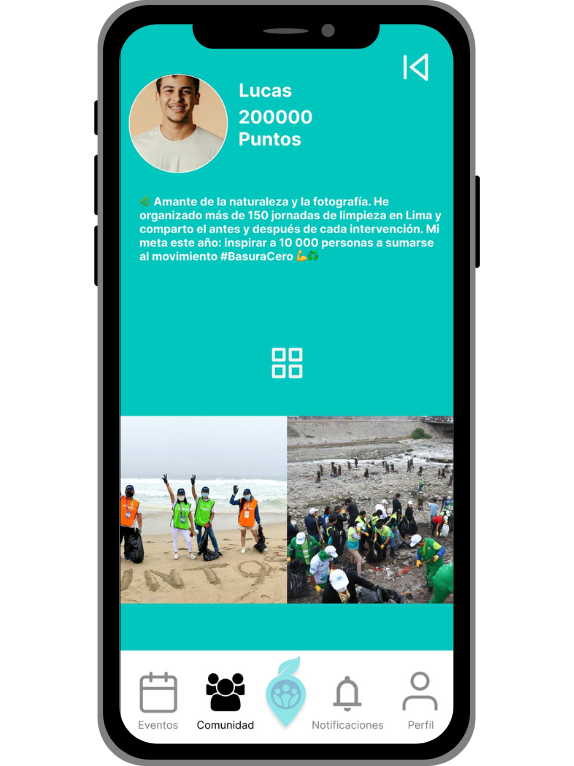 Lucas
200000
Puntos
🌿 Amante de la naturaleza y la fotografía. He
organizado más de 150 jornadas de limpieza en Lima y
comparto el antes y después de cada intervención. Mi
meta este año: inspirar a 10 000 personas a sumarse
al movimiento #BasuraCero 💪♻️
UNTO
Eventos
Comunidad
Notificaciones
Perfil